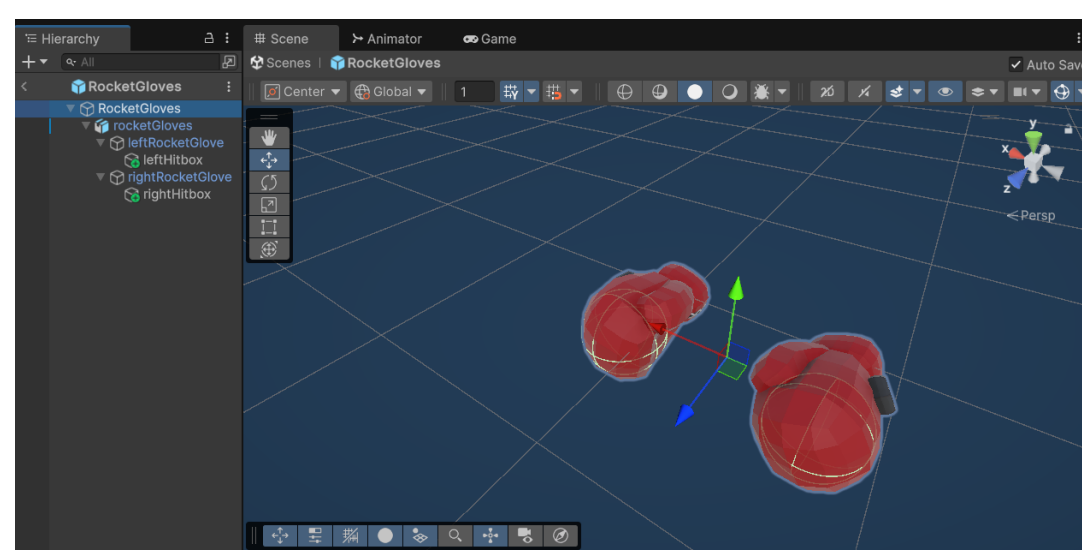 Hierarchy
All
RocketGloves
RocketGloves
rocketGloves
leftRocketGlove
leftHitbox
rightRocketGlove
rightHitbox
Scene Animator Game
Scenes | RocketGloves Auto Save
Center Global 1 2D
y
x
z
Persp